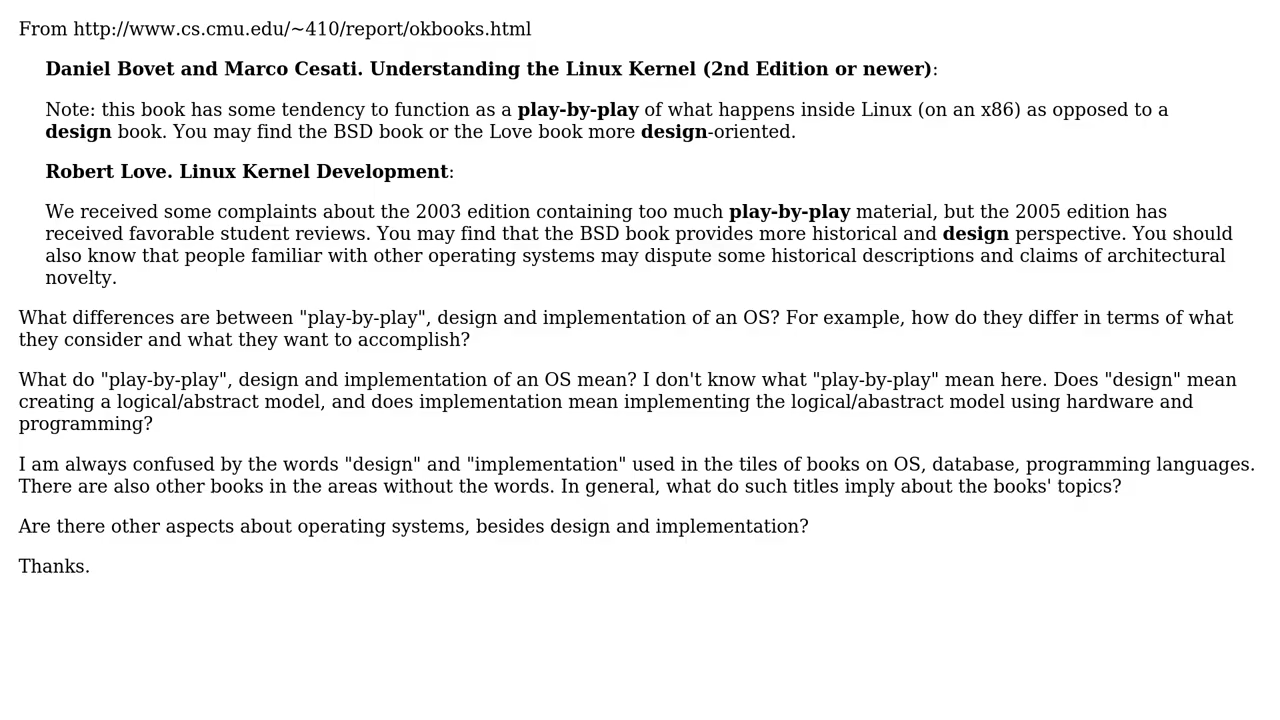 From http://www.cs.cmu.edu/~410/report/okbooks.html
Daniel Bovet and Marco Cesati. Understanding the Linux Kernel (2nd Edition or newer):
Note: this book has some tendency to function as a play-by-play of what happens inside Linux (on an x86) as opposed to a
design book. You may find the BSD book or the Love book more design-oriented.
Robert Love. Linux Kernel Development:
We received some complaints about the 2003 edition containing too much play-by-play material, but the 2005 edition has
received favorable student reviews. You may find that the BSD book provides more historical and design perspective. You should
also know that people familiar with other operating systems may dispute some historical descriptions and claims of architectural
novelty.
What differences are between "play-by-play", design and implementation of an OS? For example, how do they differ in terms of what
they consider and what they want to accomplish?
What do "play-by-play", design and implementation of an OS mean? I don't know what "play-by-play" mean here. Does "design" mean
creating a logical/abstract model, and does implementation mean implementing the logical/abastract model using hardware and
programming?
I am always confused by the words "design" and "implementation" used in the tiles of books on OS, database, programming languages.
There are also other books in the areas without the words. In general, what do such titles imply about the books' topics?
Are there other aspects about operating systems, besides design and implementation?
Thanks.